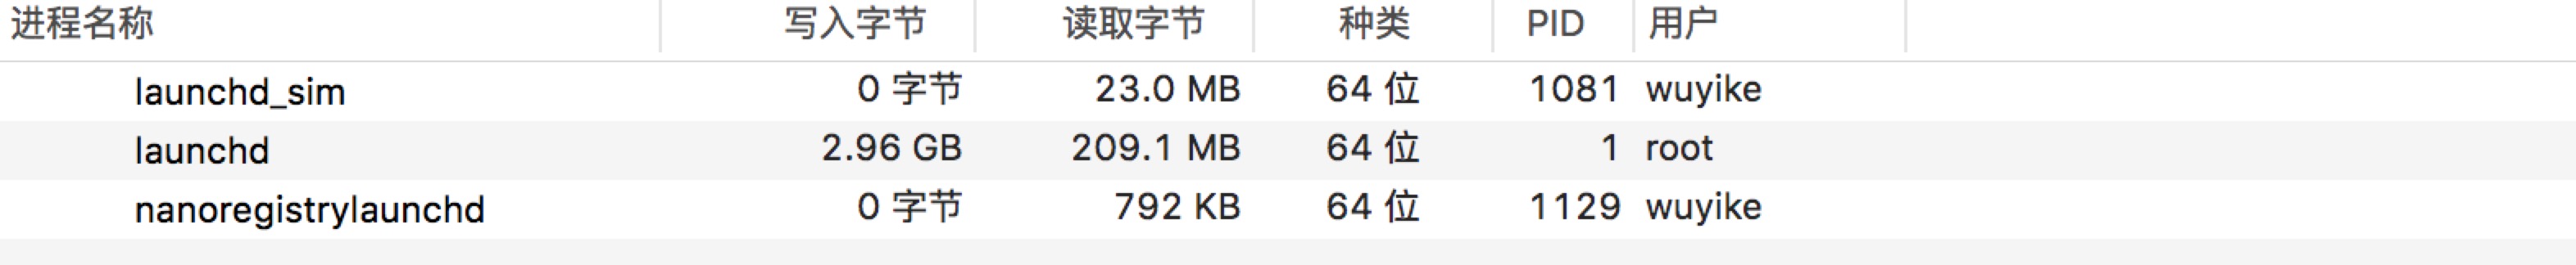 进程名称 写入字节 读取字节 种类 PID 用户
launchd_sim 0 字节 23.0 MB 64 位 1081 wuyike
launchd 2.96 GB 209.1 MB 64 位 1 root
nanoregistrylaunchd 0 字节 792 KB 64 位 1129 wuyike